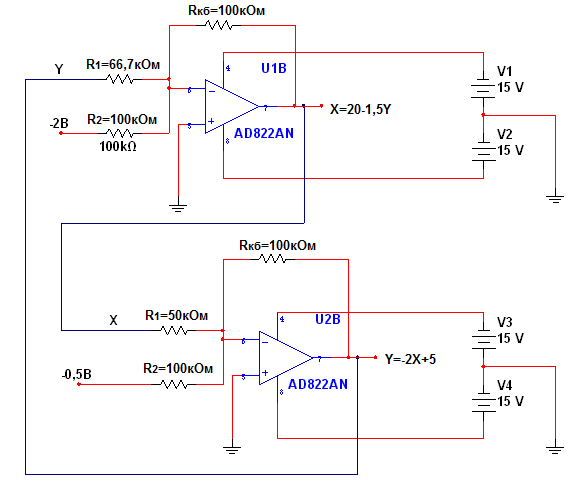 Rкб=100кОм
Y
R1=66,7кОм
4
U1B
V1
15 V
6
7
X=20-1,5Y
-2В
R2=100кОм
100kΩ
5
AD822AN
8
V2
15 V
Rкб=100кОм
X
R1=50кОм
4
U2B
V3
15 V
6
7
Y=-2X+5
-0,5В
R2=100кОм
5
AD822AN
8
V4
15 V